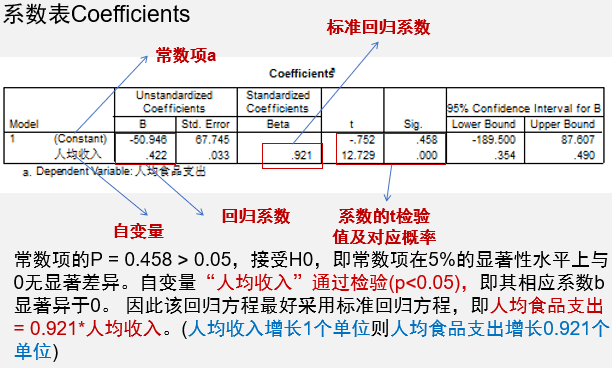 系数表Coefficients
标准回归系数
常数项a
Coefficientsᵃ
Unstandardized Coefficients Standardized Coefficients 95% Confidence Interval for B
Model B Std. Error Beta t Sig. Lower Bound Upper Bound
1 (Constant) -50.946 67.745 -.752 .458 -189.500 87.607
人均收入 .422 .033 .921 12.729 .000 .354 .490
a. Dependent Variable: 人均食品支出
自变量
回归系数
系数的t检验
值及对应概率
常数项的P = 0.458 > 0.05，接受H0，即常数项在5%的显著性水平上与
0无显著差异。自变量“人均收入”通过检验(p<0.05)，即其相应系数b
显著异于0。 因此该回归方程最好采用标准回归方程，即人均食品支出
= 0.921*人均收入。(人均收入增长1个单位则人均食品支出增长0.921个
单位)